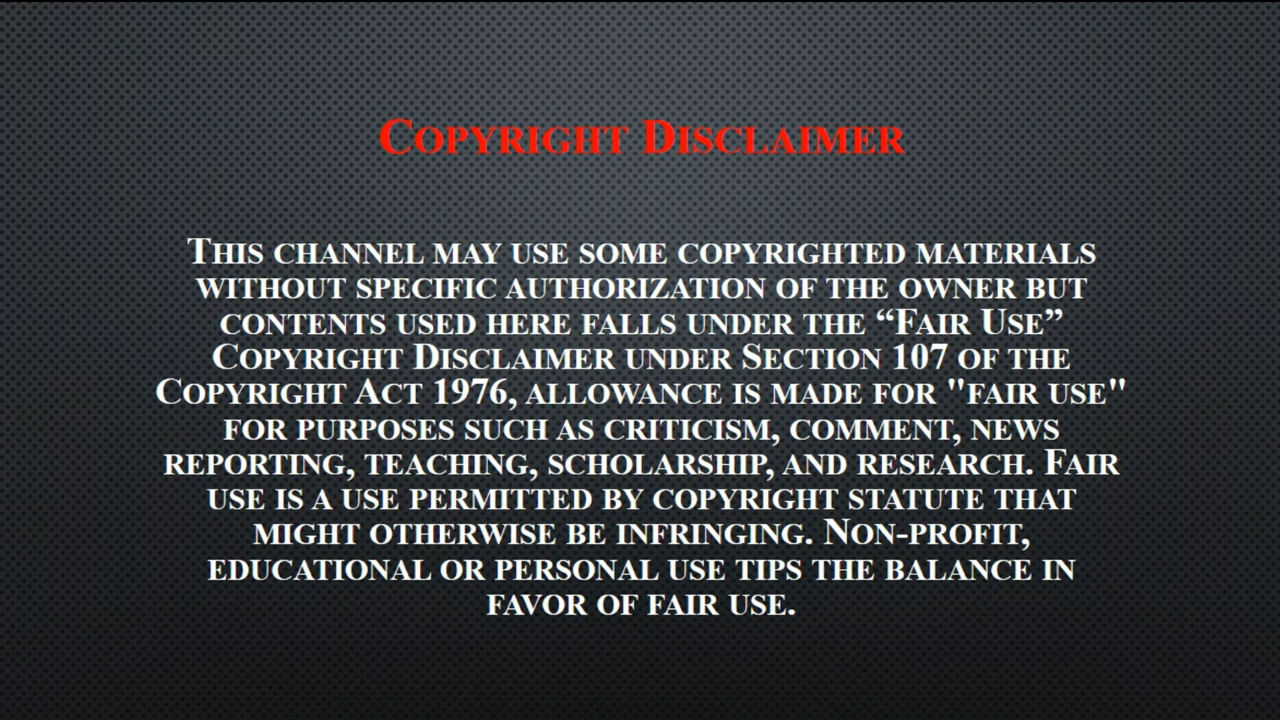 Copyright Disclaimer
This channel may use some copyrighted materials
without specific authorization of the owner but
contents used here falls under the “Fair Use”
Copyright Disclaimer under Section 107 of the
Copyright Act 1976, allowance is made for "fair use"
for purposes such as criticism, comment, news
reporting, teaching, scholarship, and research. Fair
use is a use permitted by copyright statute that
might otherwise be infringing. Non-profit,
educational or personal use tips the balance in
favor of fair use.